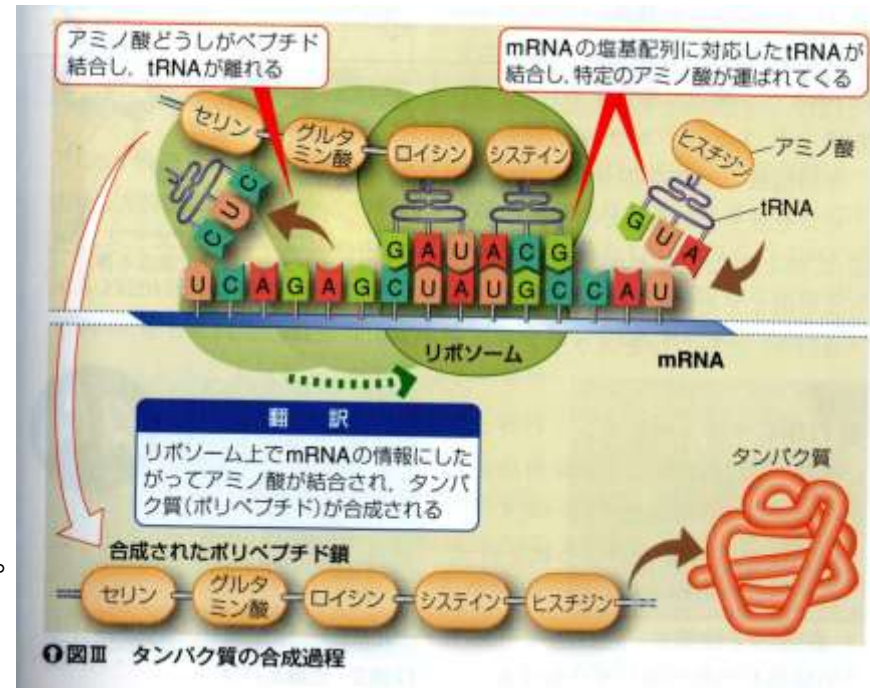 アミノ酸どうしがペプチド
結合し，tRNAが離れる
mRNAの塩基配列に対応したtRNAが
結合し，特定のアミノ酸が運ばれてくる
セリン
グルタ
ミン酸
ロイシン
システイン
ヒスチジン
アミノ酸
tRNA
C U C
G A U A C G
G U A
U C A G A G C U A U G C C A U
リボソーム
mRNA
翻 訳
リボソーム上でmRNAの情報にした
がってアミノ酸が結合され，タンパ
ク質(ポリペプチド)が合成される
タンパク質
合成されたポリペプチド鎖
セリン
グルタ
ミン酸
ロイシン
システイン
ヒスチジン
図Ⅲ タンパク質の合成過程
。